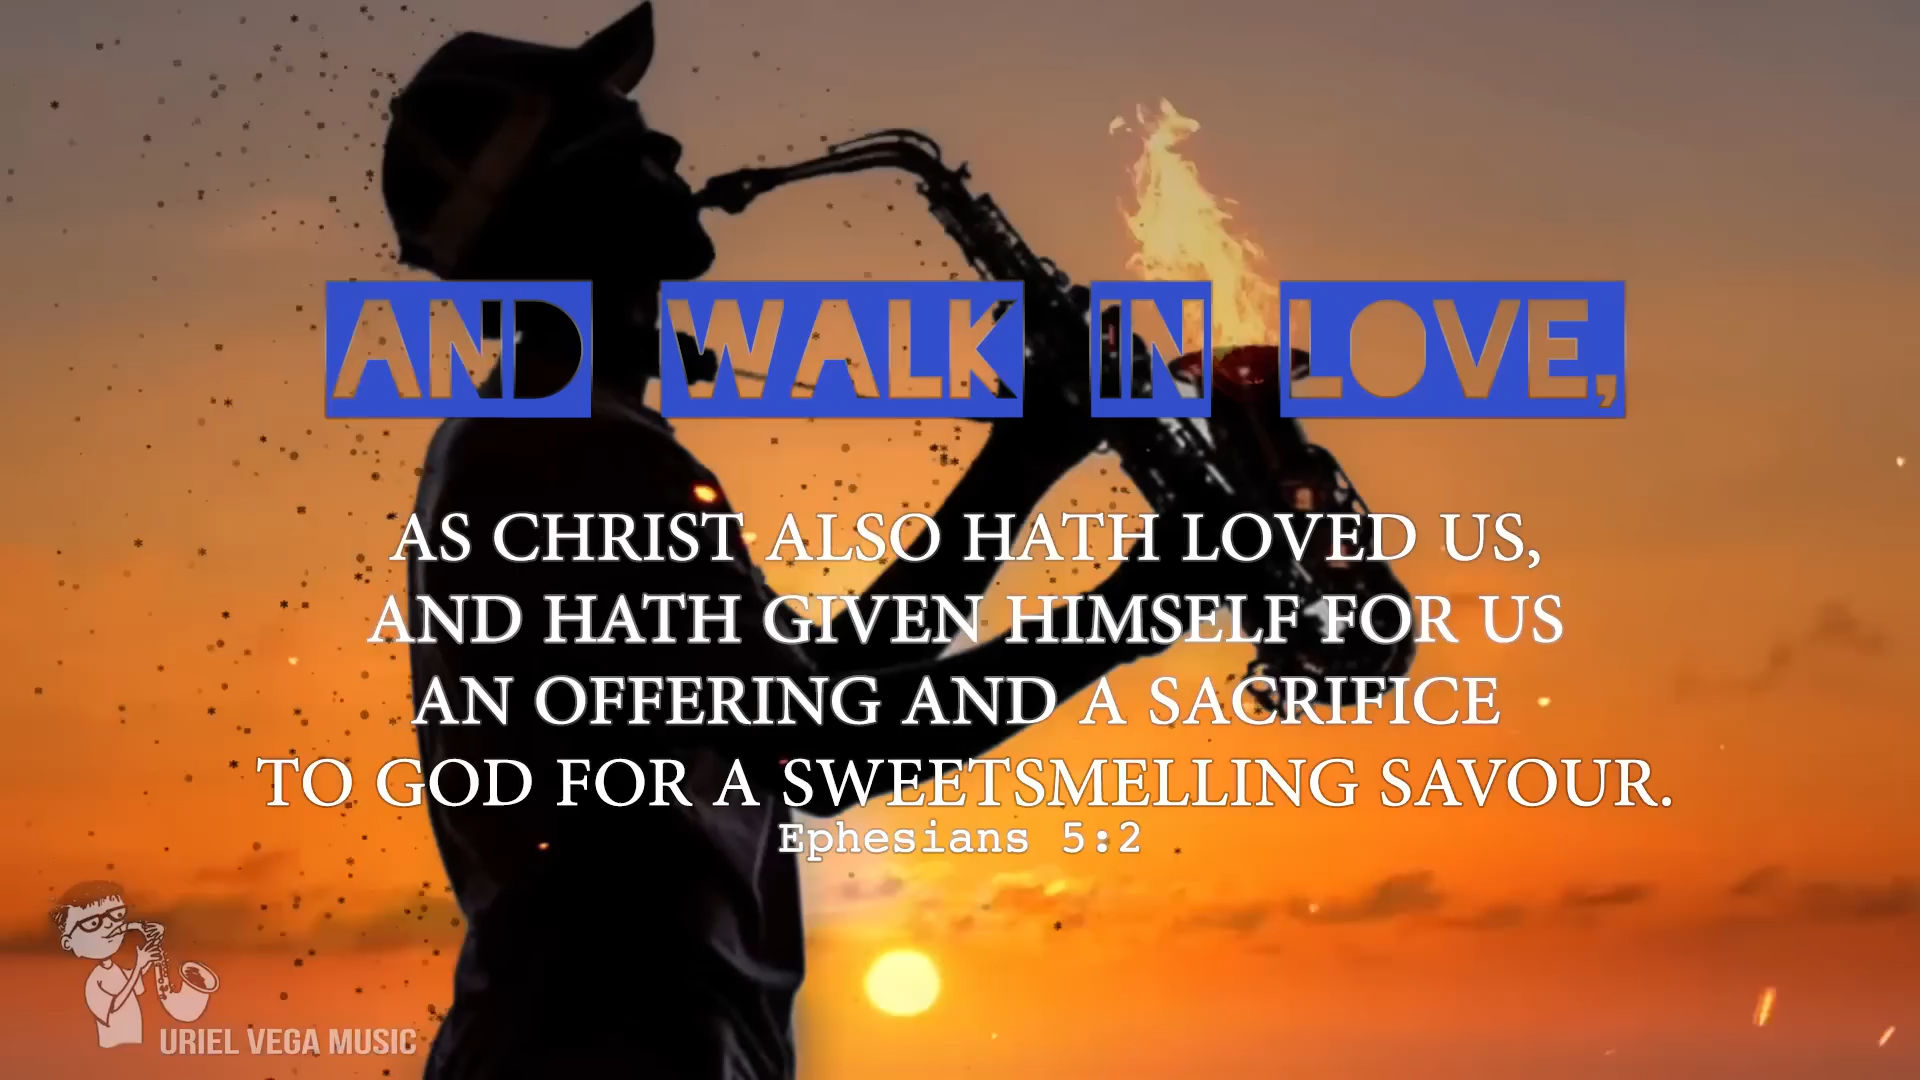 AND WALK IN LOVE,
AS CHRIST ALSO HATH LOVED US,
AND HATH GIVEN HIMSELF FOR US
AN OFFERING AND A SACRIFICE
TO GOD FOR A SWEETSMELLING SAVOUR.
Ephesians 5:2
URIEL VEGA MUSIC